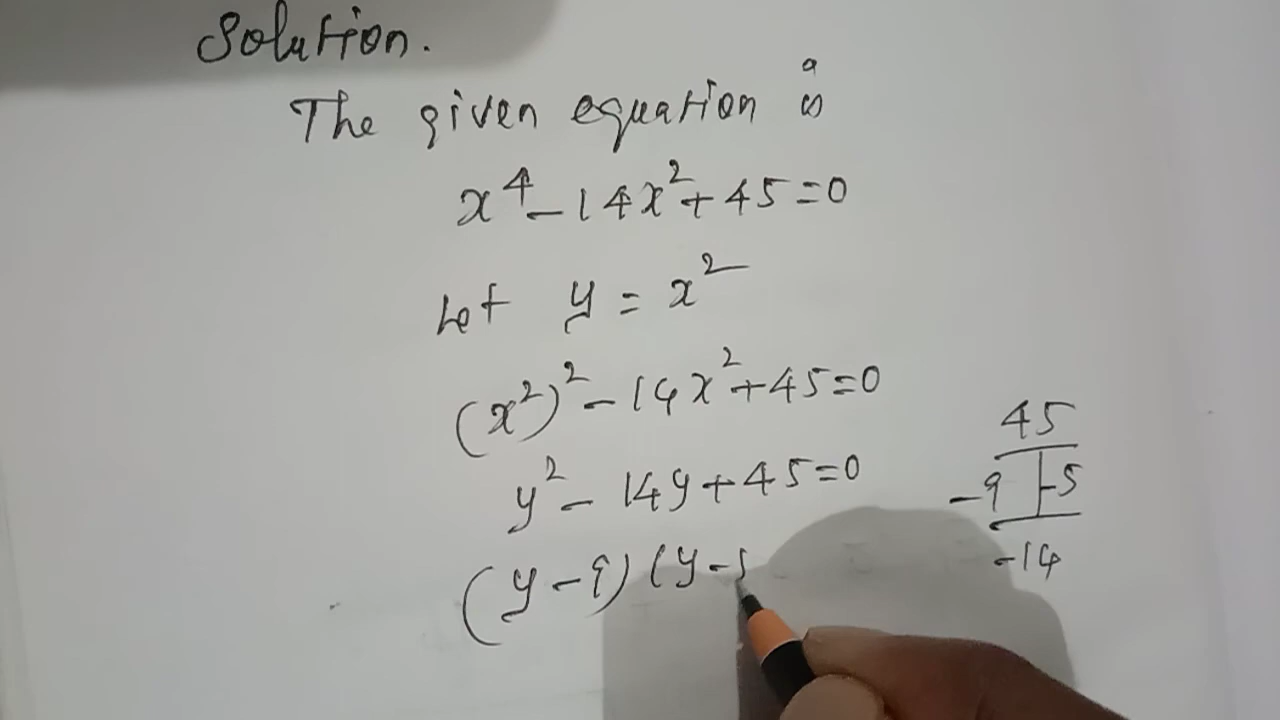 Solution.
The given equation is
x⁴ - 14x² + 45 = 0
Let y = x²
(x²)² - 14x² + 45 = 0
y² - 14y + 45 = 0
(y - 9) (y - 5
45
-9 | -5
-14